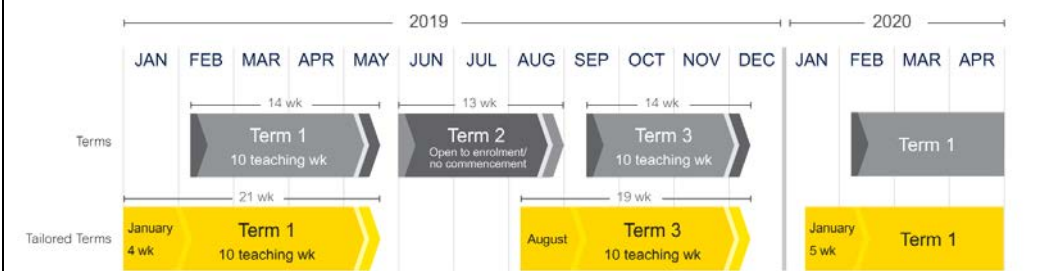 2019
2020
JAN FEB MAR APR MAY JUN JUL AUG SEP OCT NOV DEC JAN FEB MAR APR
14 wk
13 wk
14 wk
Terms
Term 1
10 teaching wk
Term 2
Open to enrolment/
no commencement
Term 3
10 teaching wk
Term 1
21 wk
19 wk
Tailored Terms
January
4 wk
Term 1
10 teaching wk
August
Term 3
10 teaching wk
January
5 wk
Term 1